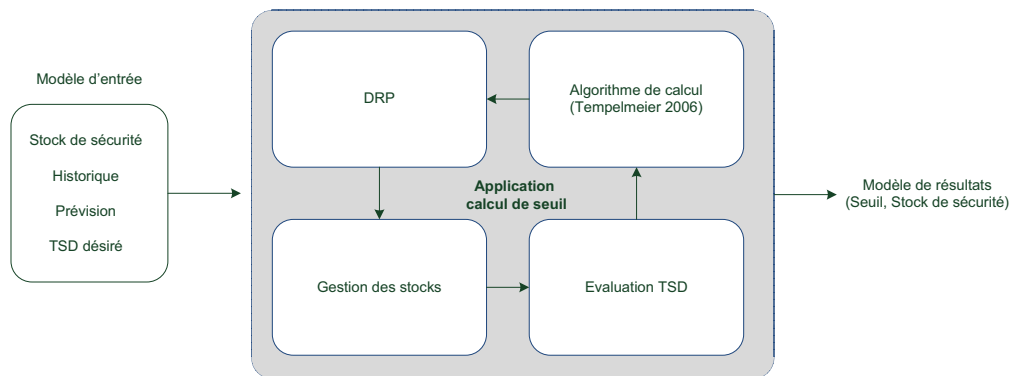 Modèle d'entrée
Stock de sécurité
Historique
Prévision
TSD désiré
DRP
Algorithme de calcul
(Tempelmeier 2006)
Application
calcul de seuil
Gestion des stocks
Evaluation TSD
Modèle de résultats
(Seuil, Stock de sécurité)